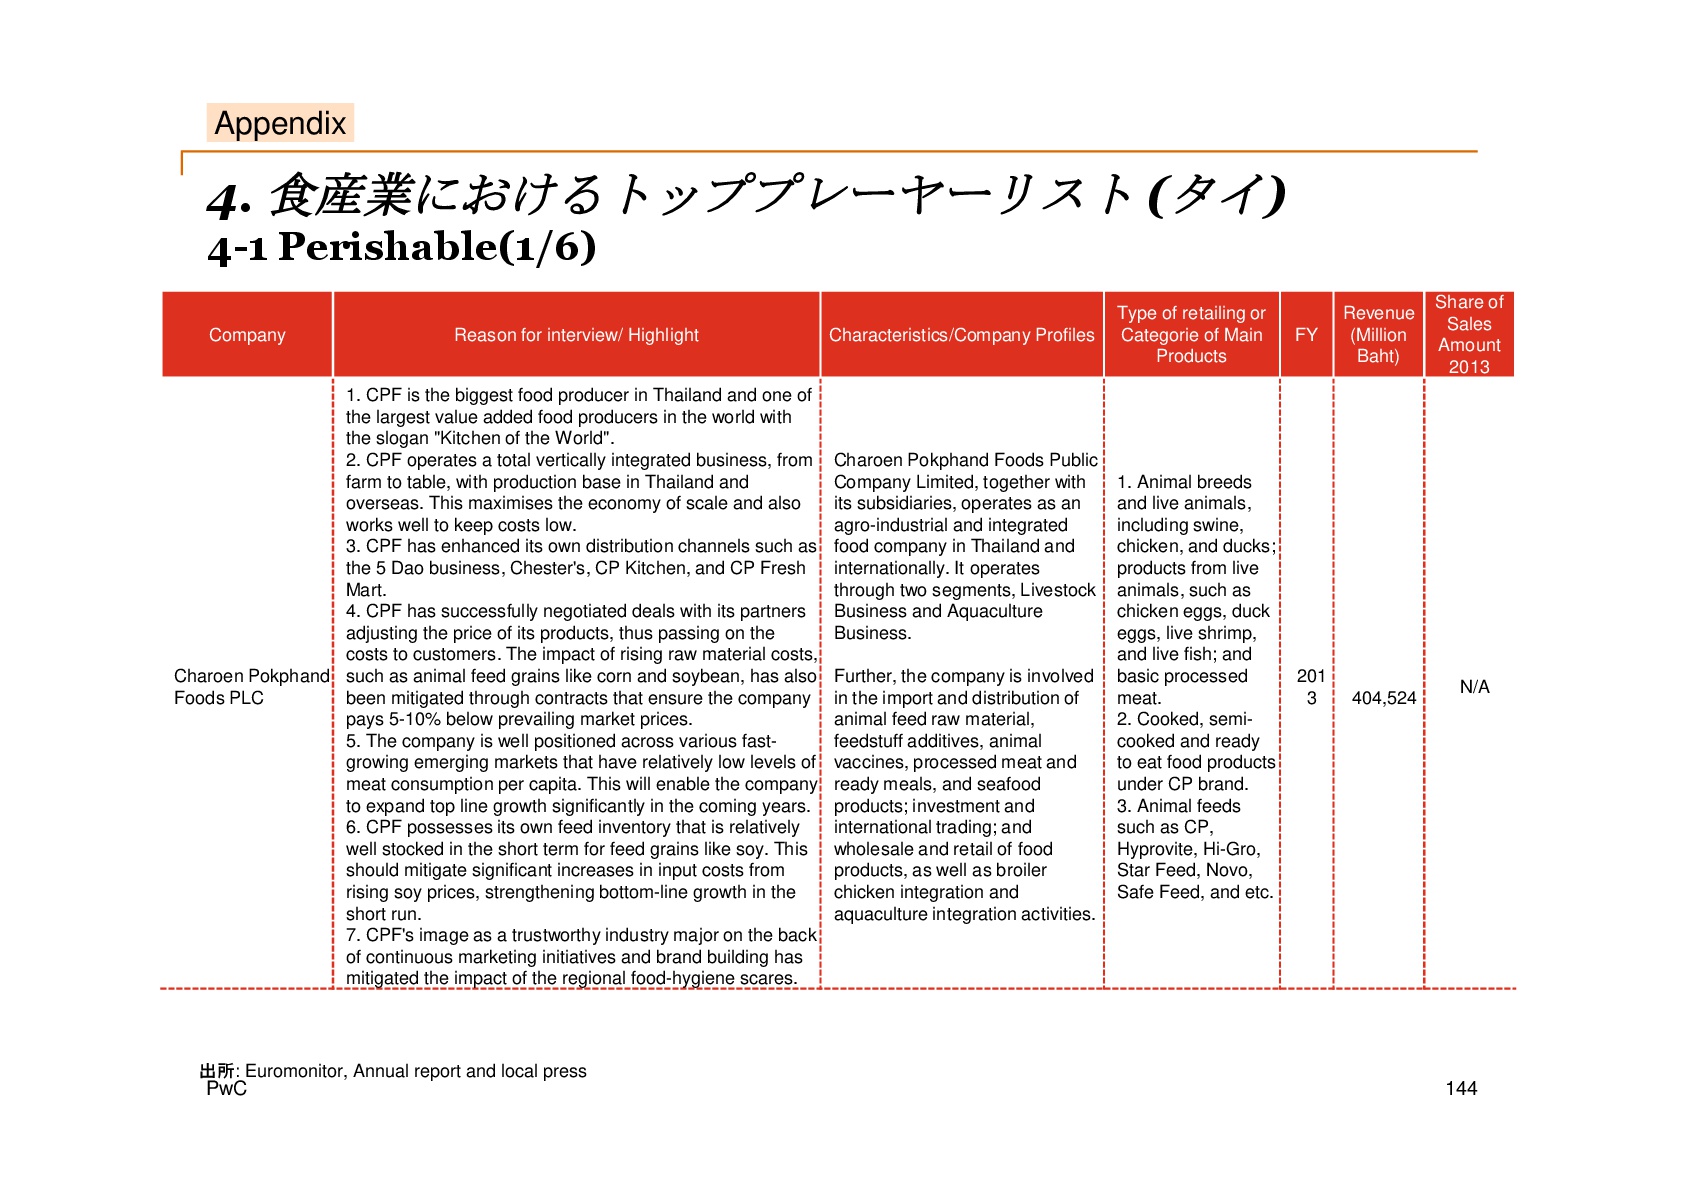 Appendix
4. 食産業におけるトッププレーヤーリスト(タイ)
4-1 Perishable(1/6)
Company
Reason for interview/ Highlight
Characteristics/Company Profiles
Type of retailing or
Categorie of Main
Products
FY
Revenue
(Million
Baht)
Share of
Sales
Amount
2013
Charoen Pokphand
Foods PLC
1. CPF is the biggest food producer in Thailand and one of
the largest value added food producers in the world with
the slogan "Kitchen of the World".
2. CPF operates a total vertically integrated business, from
farm to table, with production base in Thailand and
overseas. This maximises the economy of scale and also
works well to keep costs low.
3. CPF has enhanced its own distribution channels such as
the 5 Dao business, Chester's, CP Kitchen, and CP Fresh
Mart.
4. CPF has successfully negotiated deals with its partners
adjusting the price of its products, thus passing on the
costs to customers. The impact of rising raw material costs,
such as animal feed grains like corn and soybean, has also
been mitigated through contracts that ensure the company
pays 5-10% below prevailing market prices.
5. The company is well positioned across various fast-
growing emerging markets that have relatively low levels of
meat consumption per capita. This will enable the company
to expand top line growth significantly in the coming years.
6. CPF possesses its own feed inventory that is relatively
well stocked in the short term for feed grains like soy. This
should mitigate significant increases in input costs from
rising soy prices, strengthening bottom-line growth in the
short run.
7. CPF's image as a trustworthy industry major on the back
of continuous marketing initiatives and brand building has
mitigated the impact of the regional food-hygiene scares.
Charoen Pokphand Foods Public
Company Limited, together with
its subsidiaries, operates as an
agro-industrial and integrated
food company in Thailand and
internationally. It operates
through two segments, Livestock
Business and Aquaculture
Business.
Further, the company is involved
in the import and distribution of
animal feed raw material,
feedstuff additives, animal
vaccines, processed meat and
ready meals, and seafood
products; investment and
international trading; and
wholesale and retail of food
products, as well as broiler
chicken integration and
aquaculture integration activities.
1. Animal breeds
and live animals,
including swine,
chicken, and ducks;
products from live
animals, such as
chicken eggs, duck
eggs, live shrimp,
and live fish; and
basic processed
meat.
2. Cooked, semi-
cooked and ready
to eat food products
under CP brand.
3. Animal feeds
such as CP,
Hyprovite, Hi-Gro,
Star Feed, Novo,
Safe Feed, and etc.
201
3
404,524
N/A
出所: Euromonitor, Annual report and local press
PwC
144